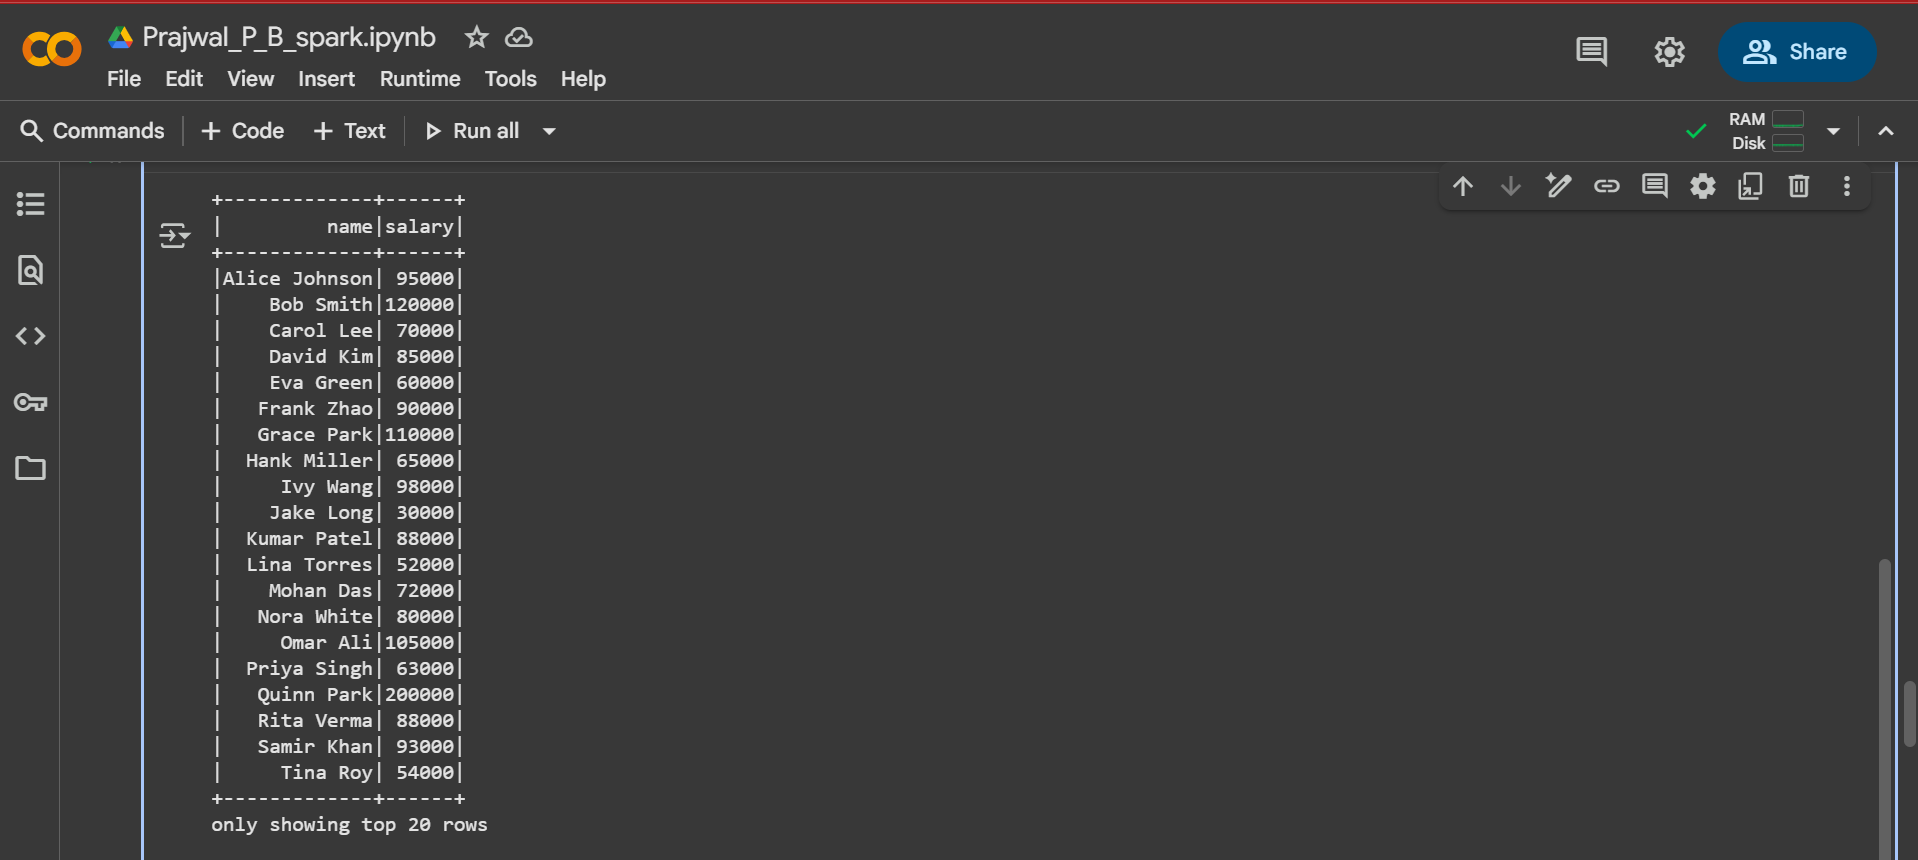 Prajwal_P_B_spark.ipynb
File Edit View Insert Runtime Tools Help
Share
Commands + Code + Text Run all
RAM
Disk
+-------------+------+
|         name|salary|
+-------------+------+
|Alice Johnson| 95000|
|    Bob Smith|120000|
|    Carol Lee| 70000|
|    David Kim| 85000|
|    Eva Green| 60000|
|   Frank Zhao| 90000|
|   Grace Park|110000|
|  Hank Miller| 65000|
|     Ivy Wang| 98000|
|    Jake Long| 30000|
|  Kumar Patel| 88000|
|  Lina Torres| 52000|
|    Mohan Das| 72000|
|   Nora White| 80000|
|     Omar Ali|105000|
|  Priya Singh| 63000|
|   Quinn Park|200000|
|   Rita Verma| 88000|
|   Samir Khan| 93000|
|     Tina Roy| 54000|
+-------------+------+
only showing top 20 rows